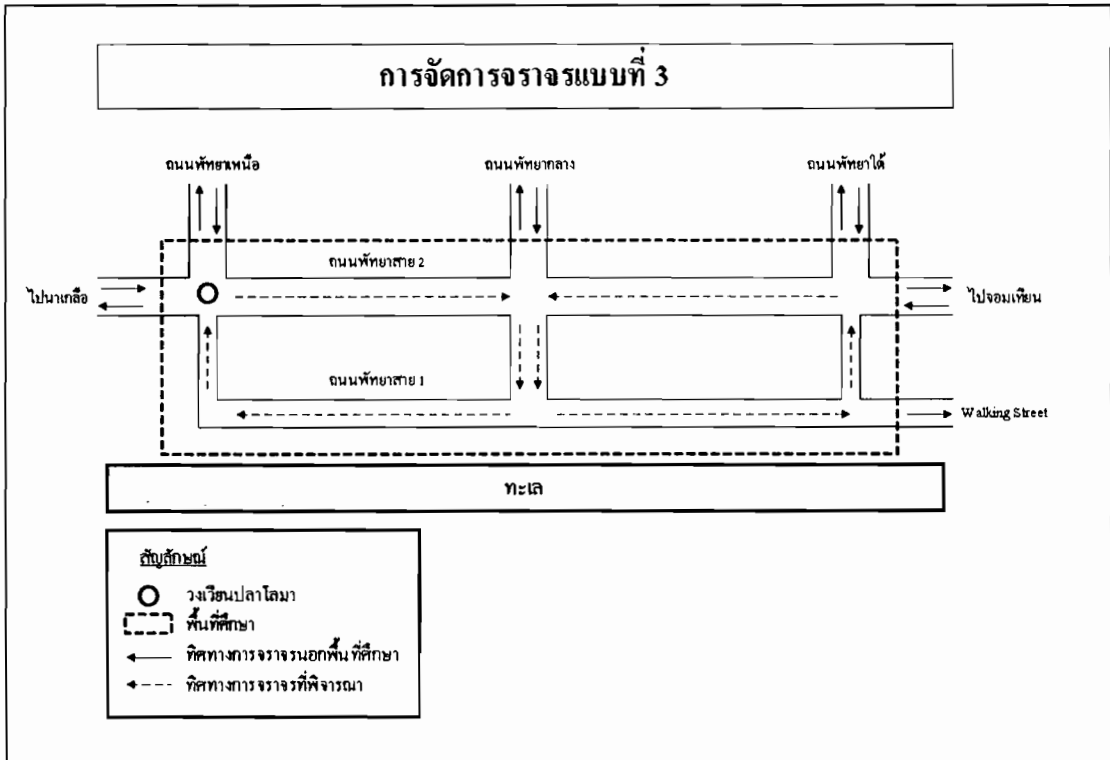 การจัดการจราจรแบบที่ 3
ถนนพัทยาเหนือ
ถนนพัทยากลาง
ถนนพัทยาใต้
ถนนพัทยาสาย 2
ไปนาเกลือ
ไปจอมเทียน
ถนนพัทยาสาย 1
Walking Street
ทะเล
สัญลักษณ์
วงเวียนปลาโลมา
พื้นที่ศึกษา
ทิศทางการจราจรนอกพื้นที่ศึกษา
ทิศทางการจราจรที่พิจารณา